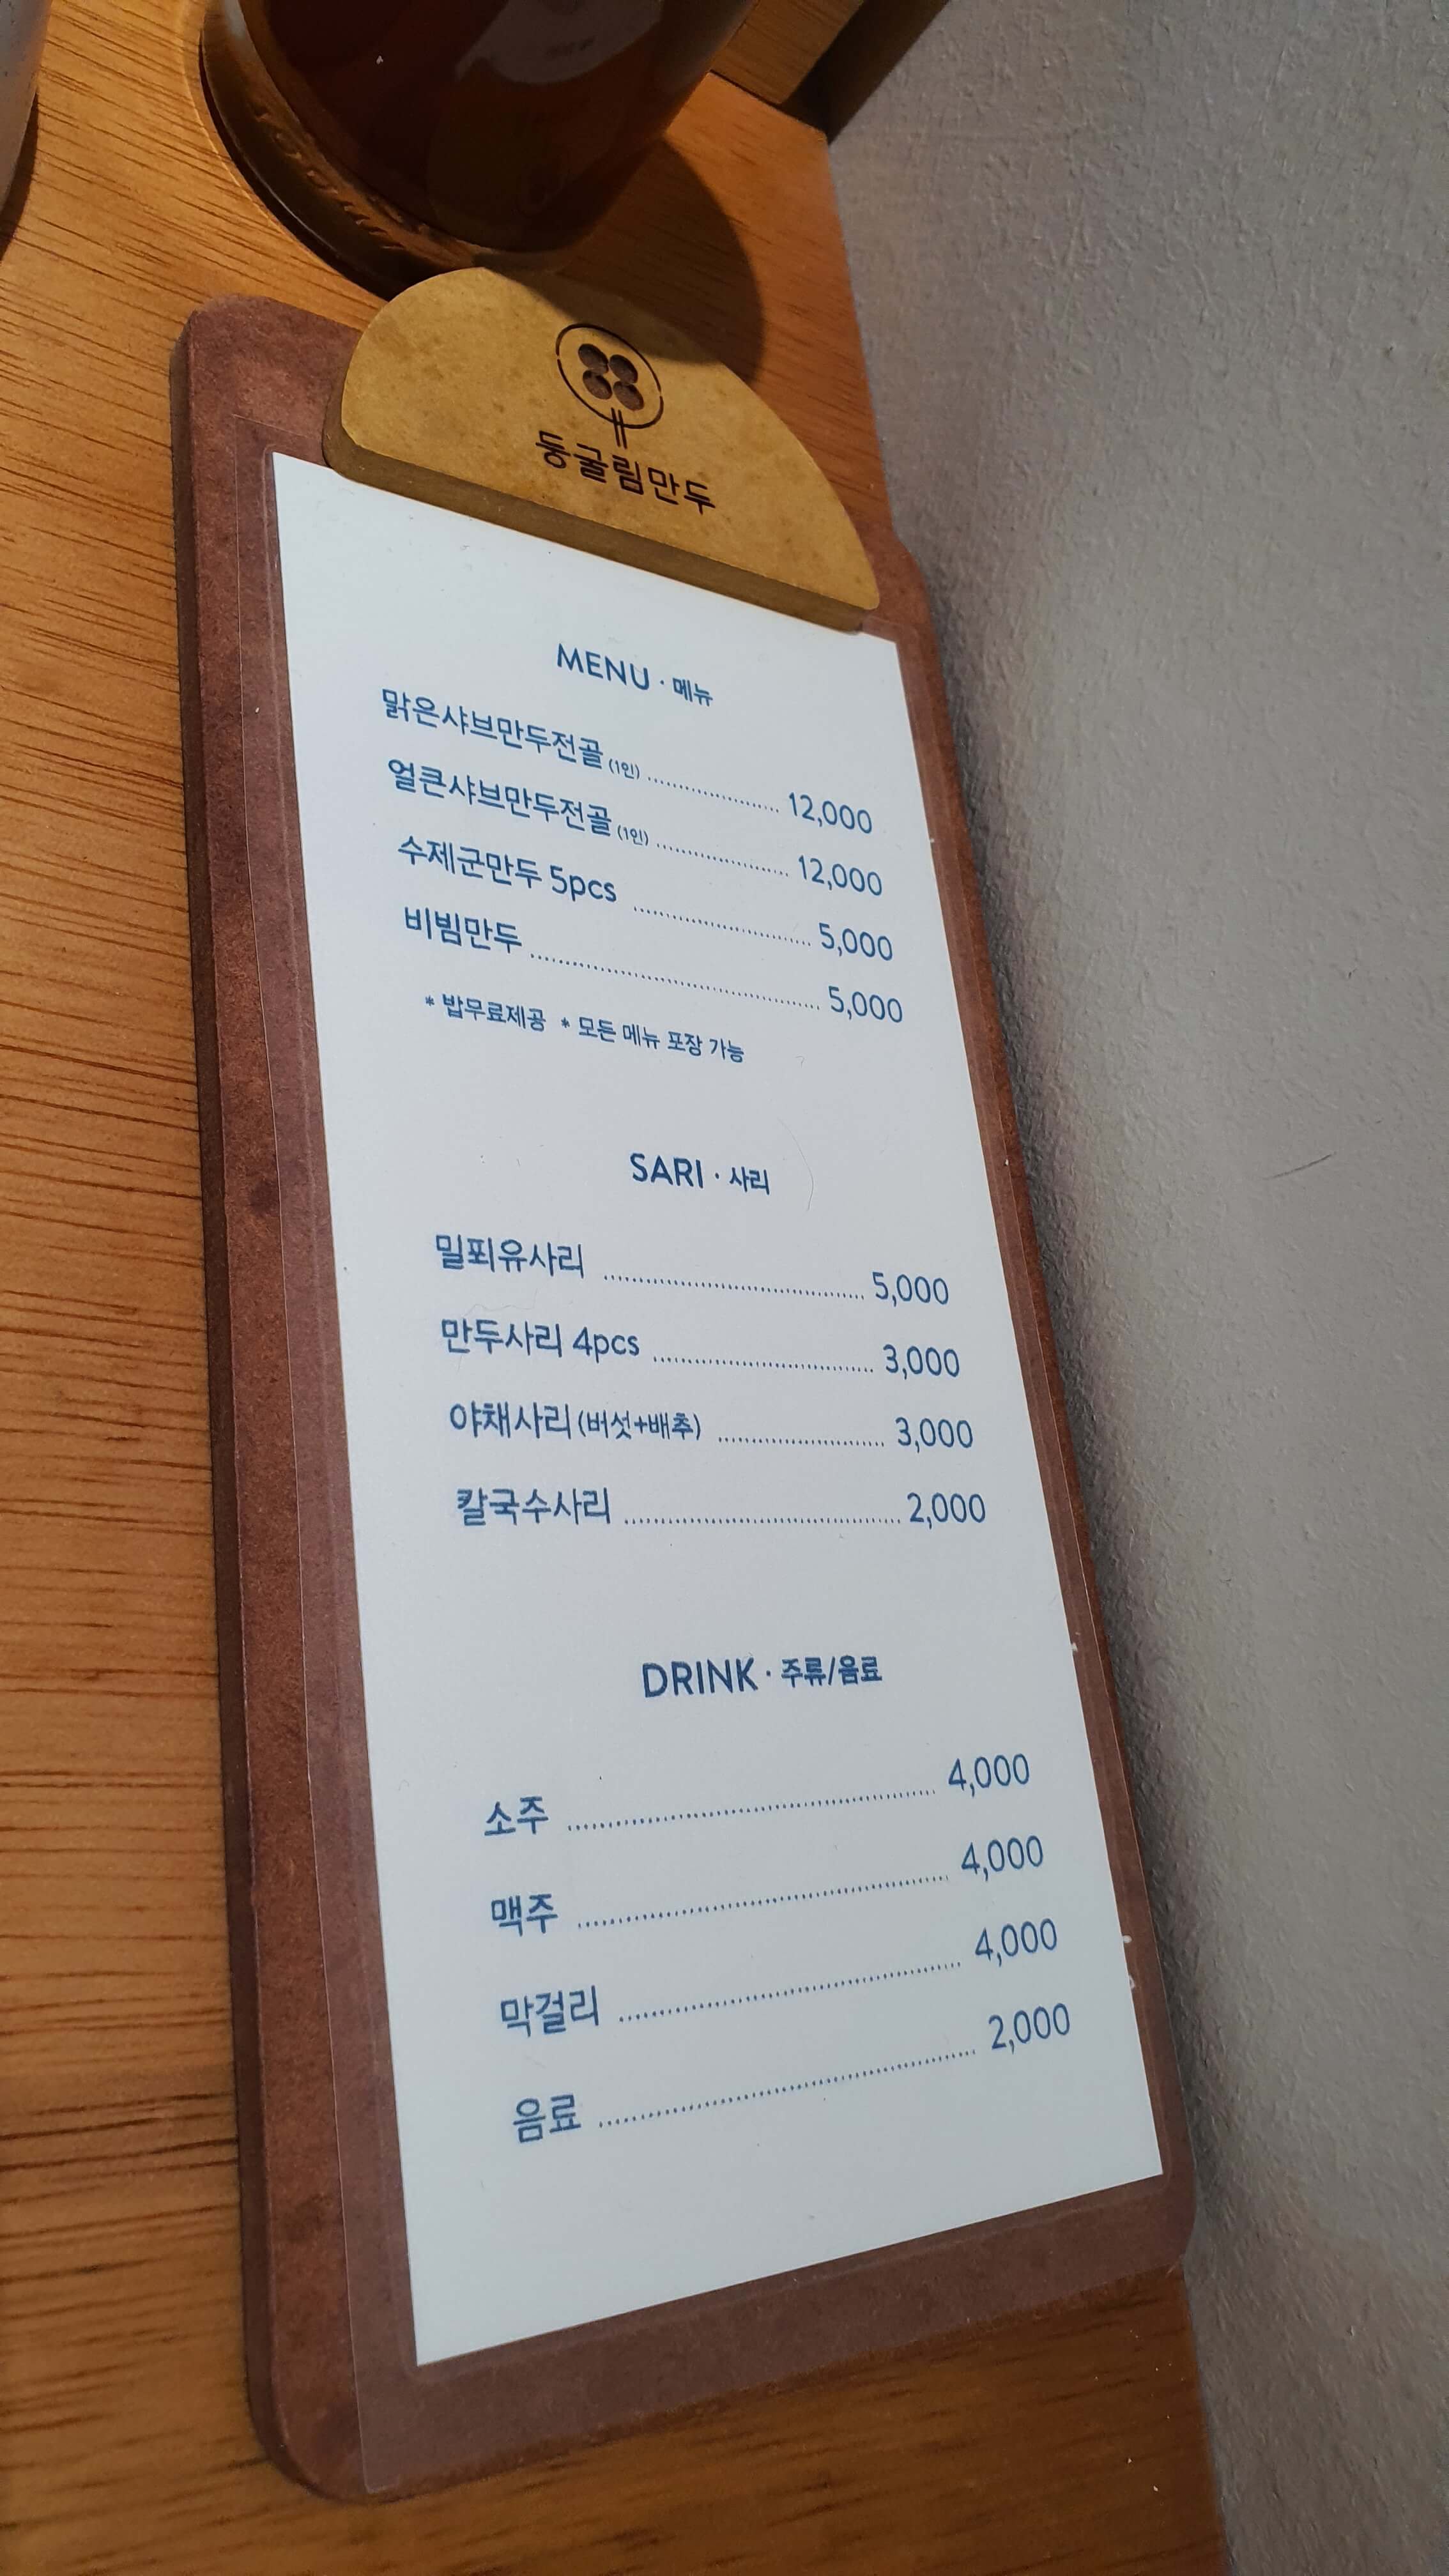 둥굴림만두
MENU · 메뉴
맑은샤브만두전골 (1인) 12,000
얼큰샤브만두전골 (1인) 12,000
수제군만두 5pcs 5,000
비빔만두 5,000
* 밥무료제공 * 모든 메뉴 포장 가능
SARI · 사리
밀푀유사리 5,000
만두사리 4pcs 3,000
야채사리 (버섯+배추) 3,000
칼국수사리 2,000
DRINK · 주류/음료
소주 4,000
맥주 4,000
막걸리 4,000
음료 2,000